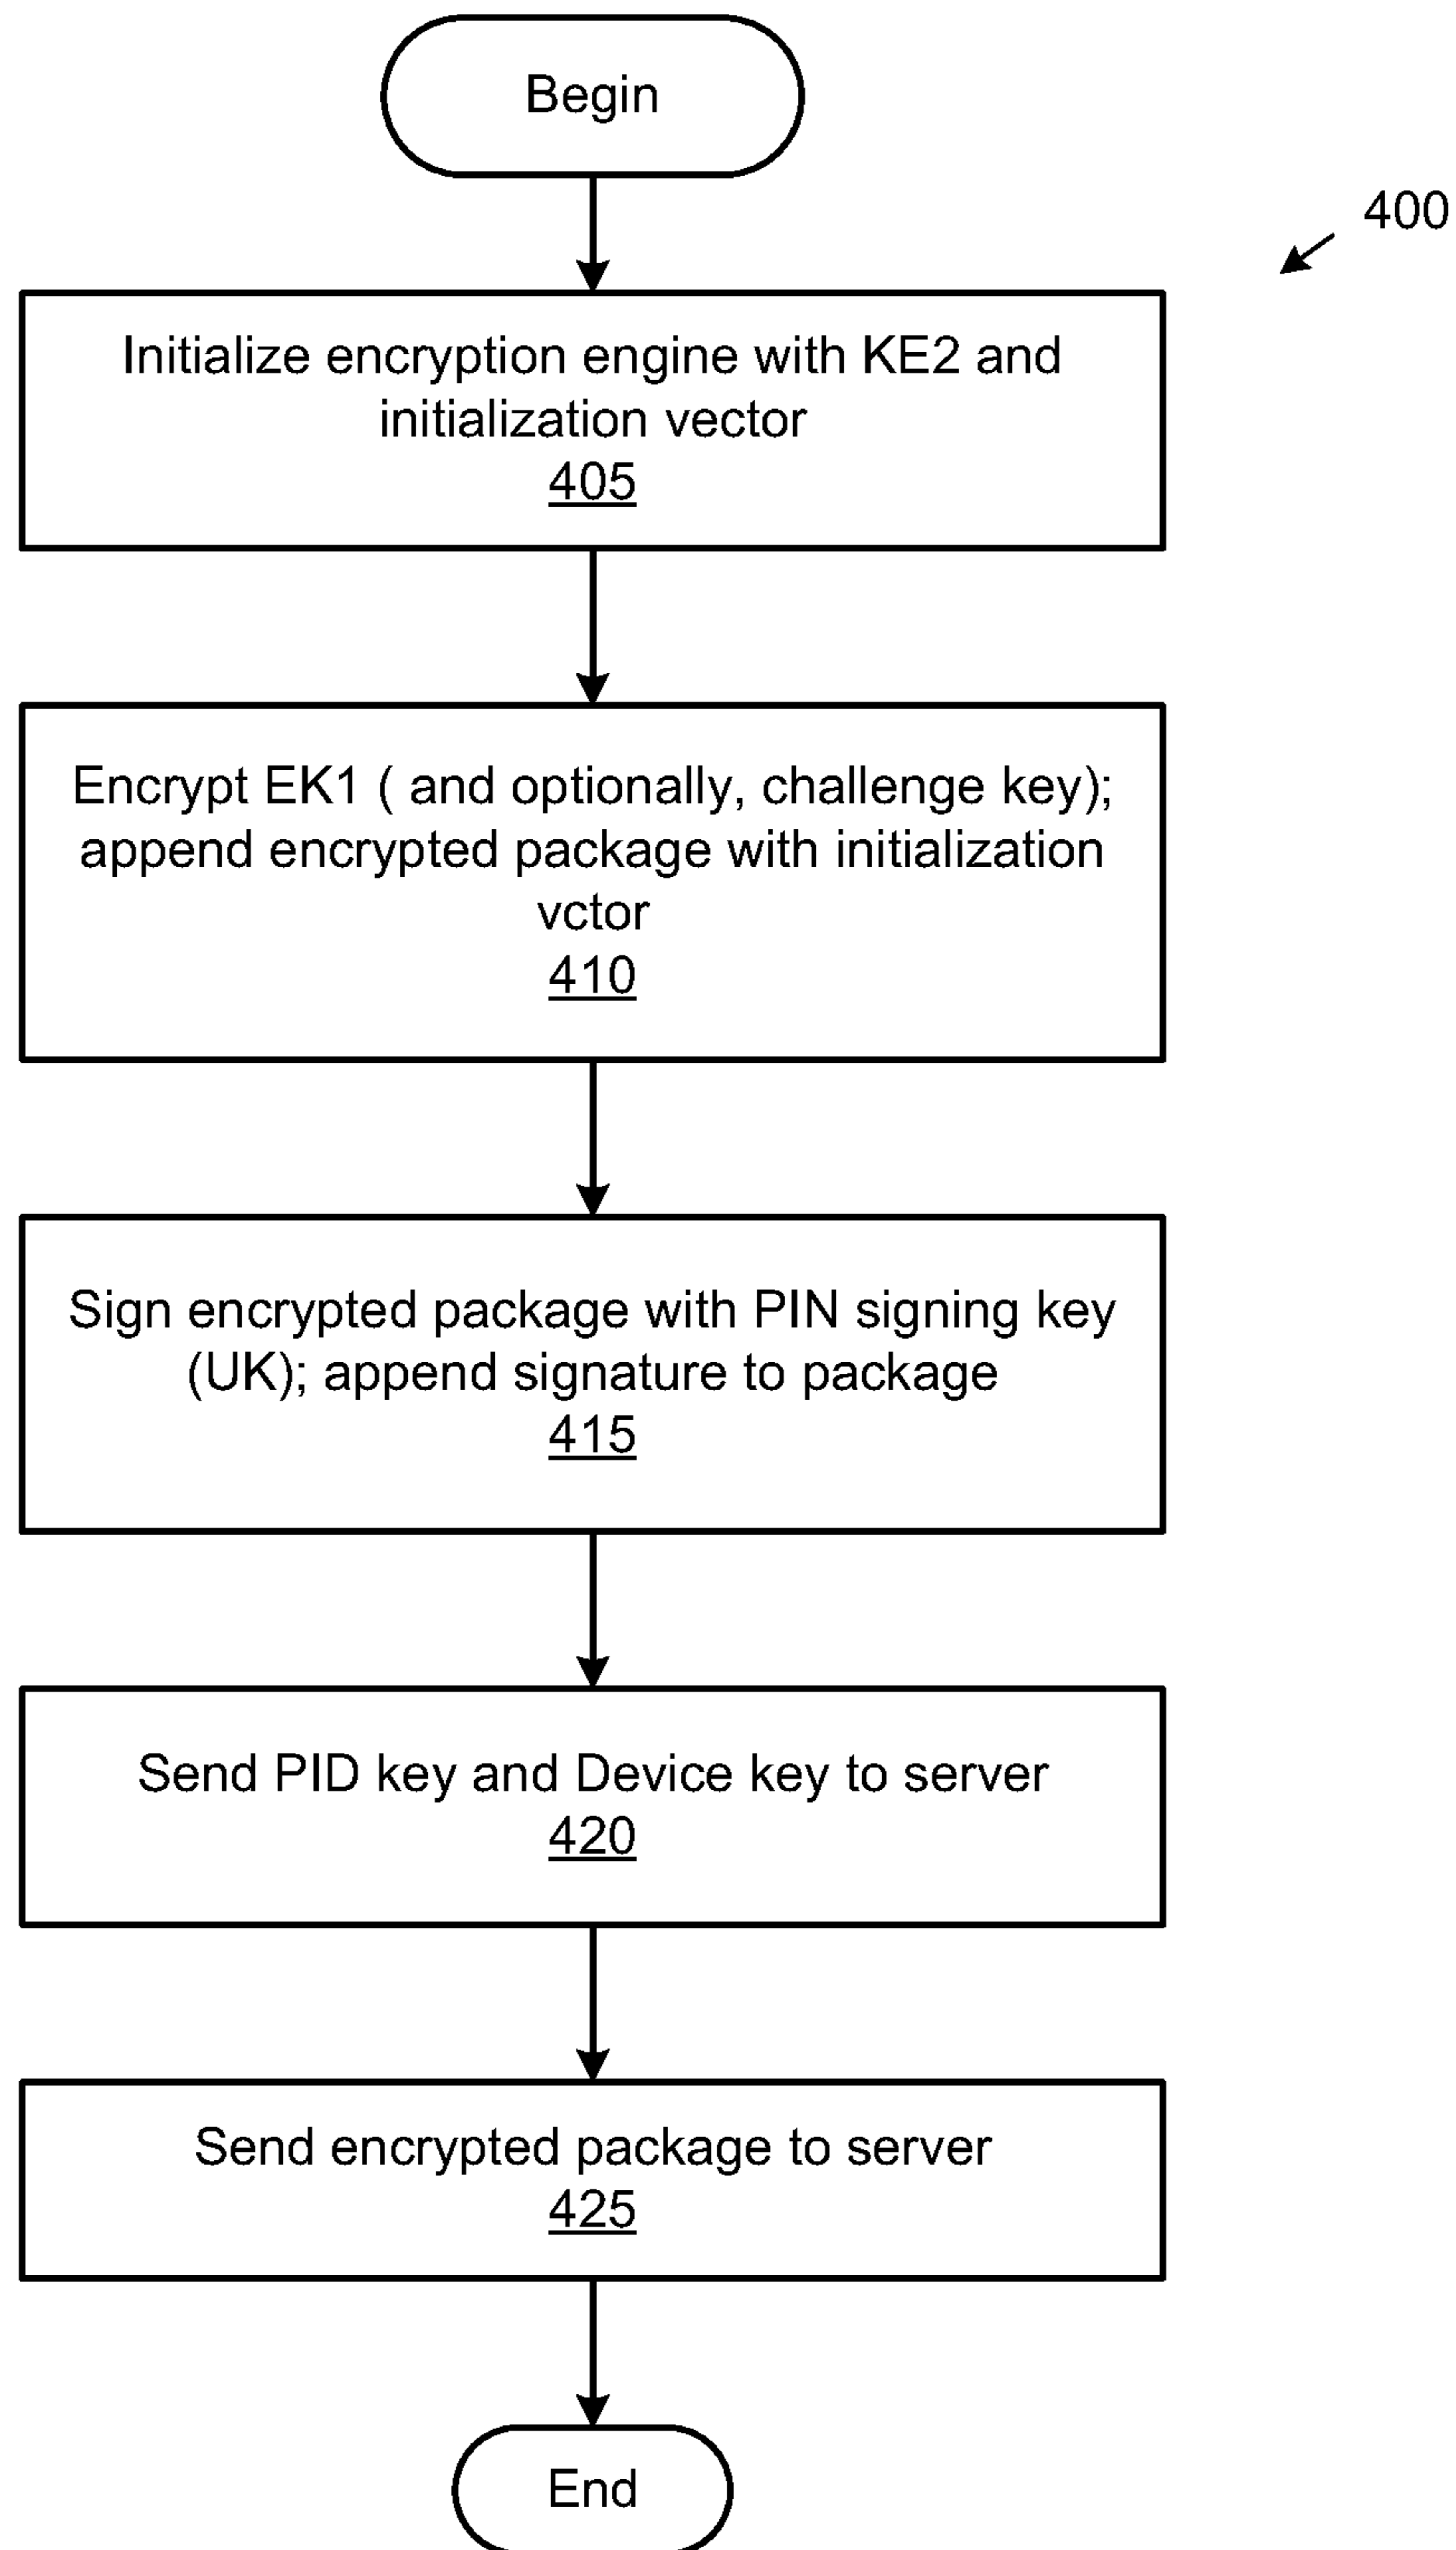 Begin
400
Initialize encryption engine with KE2 and
initialization vector
405
Encrypt EK1 ( and optionally, challenge key);
append encrypted package with initialization
vctor
410
Sign encrypted package with PIN signing key
(UK); append signature to package
415
Send PID key and Device key to server
420
Send encrypted package to server
425
End